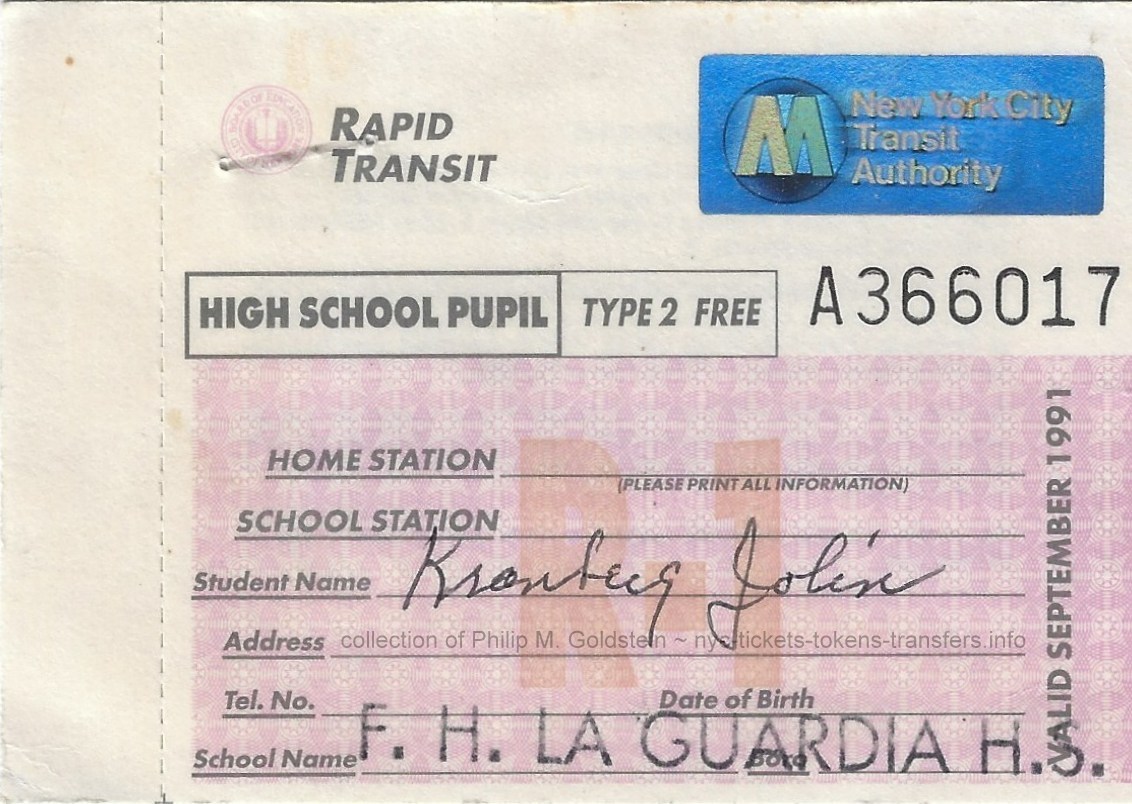 RAPID
TRANSIT
New York City
Transit
Authority
HIGH SCHOOL PUPIL TYPE 2 FREE A366017
HOME STATION
(PLEASE PRINT ALL INFORMATION)
SCHOOL STATION
R-1
Student Name Kronberg John
Address collection of Philip M. Goldstein ~ nyc-tickets-tokens-transfers.info
Tel. No. Date of Birth
School Name F. H. LA GUARDIA H.S. Boro
VALID SEPTEMBER 1991